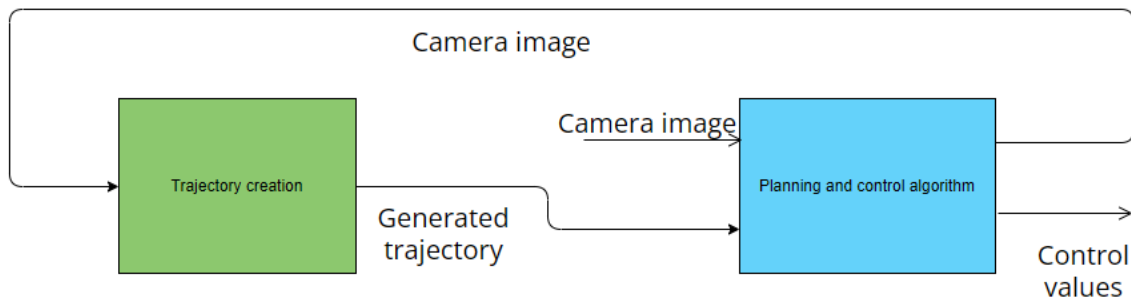 Camera image
Camera image
Trajectory creation
Planning and control algorithm
Generated
trajectory
Control
values